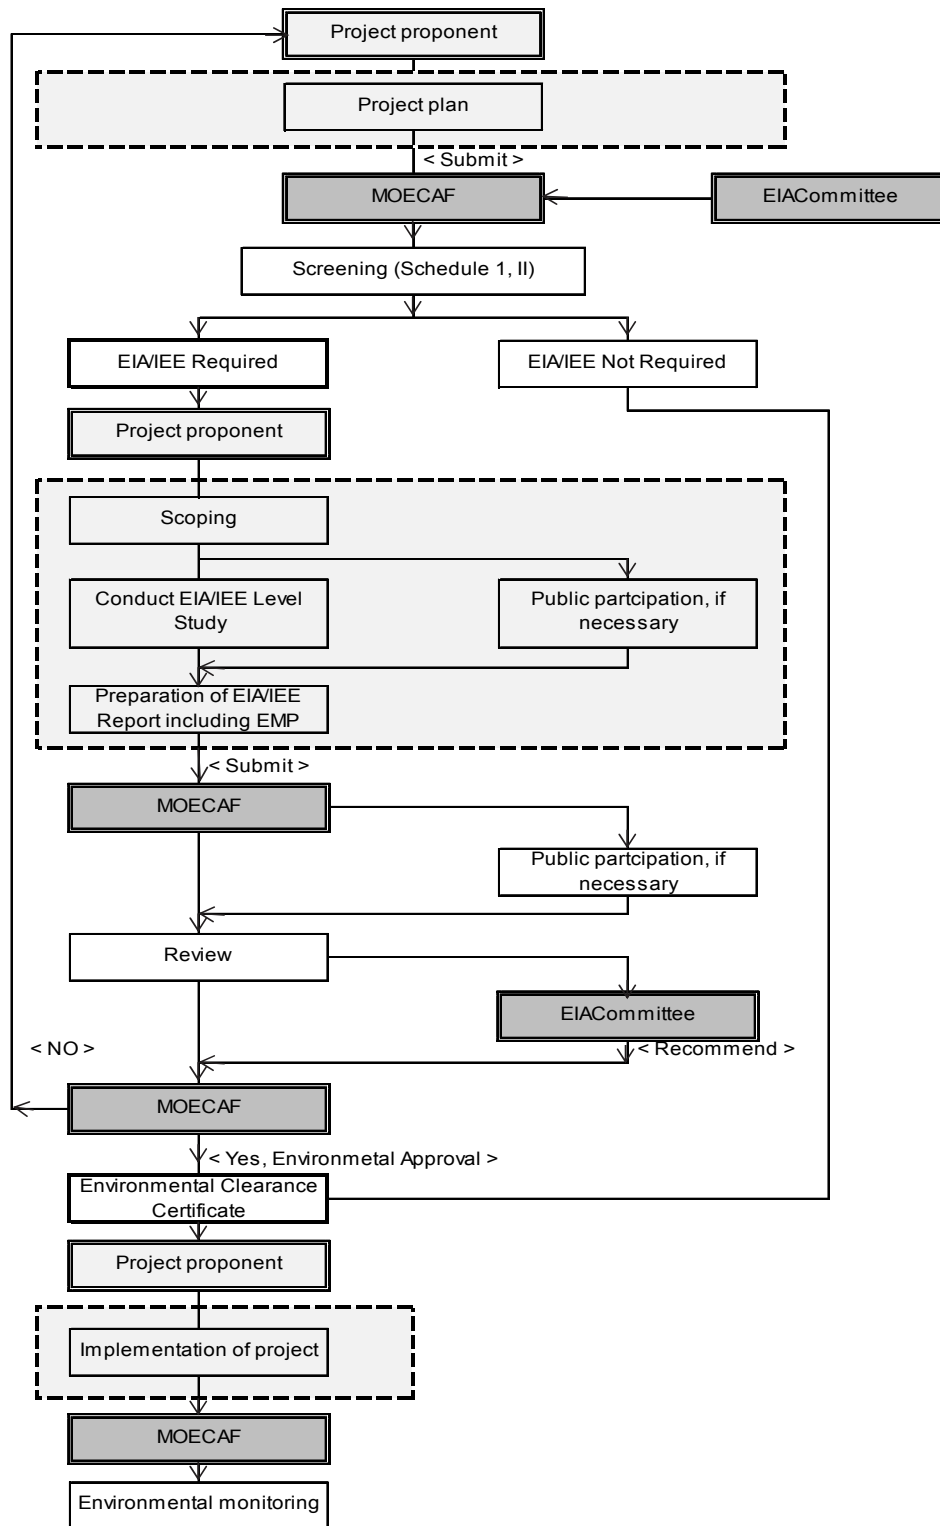 Project proponent
Project plan
< Submit >
MOECAF
EIACommittee
Screening (Schedule 1, II)
EIA/IEE Required
EIA/IEE Not Required
Project proponent
Scoping
Conduct EIA/IEE Level
Study
Public partcipation, if
necessary
Preparation of EIA/IEE
Report including EMP
< Submit >
MOECAF
Public partcipation, if
necessary
Review
EIACommittee
< NO >
< Recommend >
MOECAF
< Yes, Environmetal Approval >
Environmental Clearance
Certificate
Project proponent
Implementation of project
MOECAF
Environmental monitoring